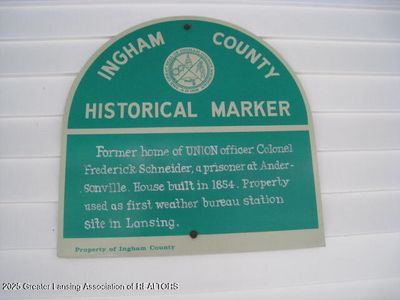 INGHAM COUNTY
HISTORICAL MARKER
Former home of UNION officer Colonel
Frederick Schneider, a prisoner at Ander-
sonville. House built in 1854. Property
used as first weather bureau station
site in Lansing.
Property of Ingham County
©2025 Greater Lansing Association of REALTORS